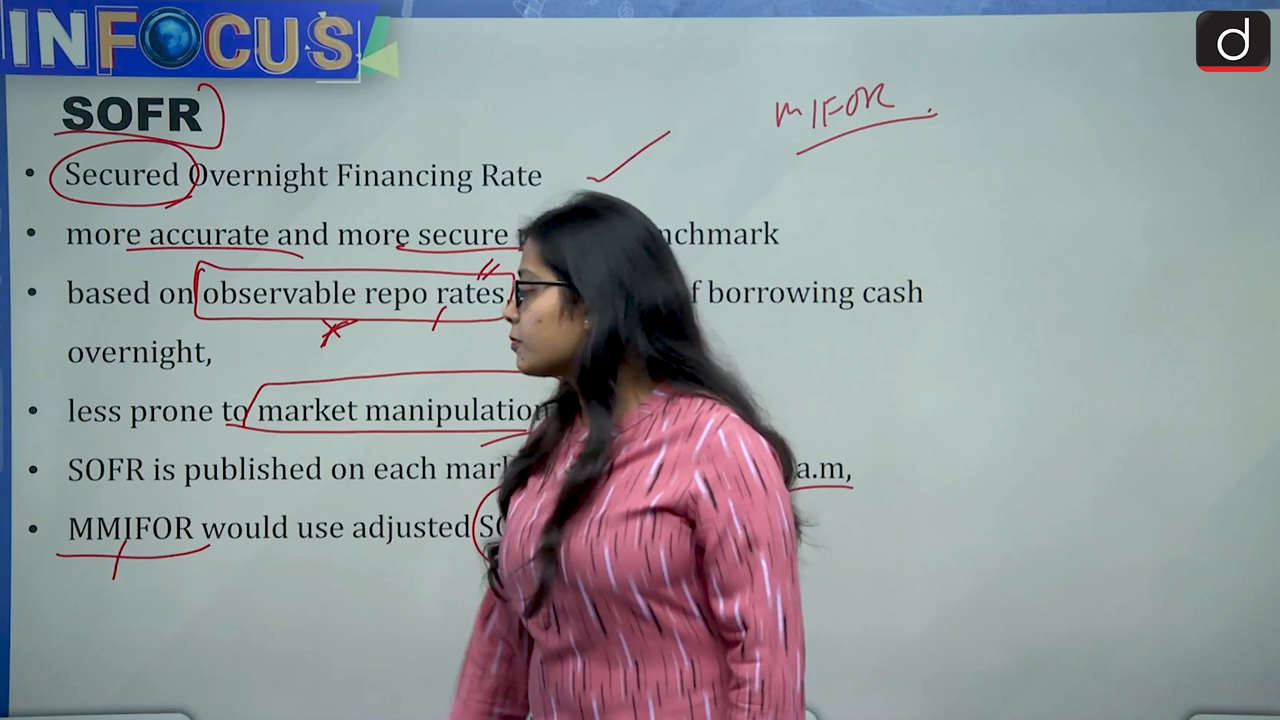 INFOCUS
d
SOFR
MIFOR.
• Secured Overnight Financing Rate
• more accurate and more secure nchmark
• based on observable repo rates, f borrowing cash
overnight,
• less prone to market manipulation
• SOFR is published on each mar a.m,
• MMIFOR would use adjusted S